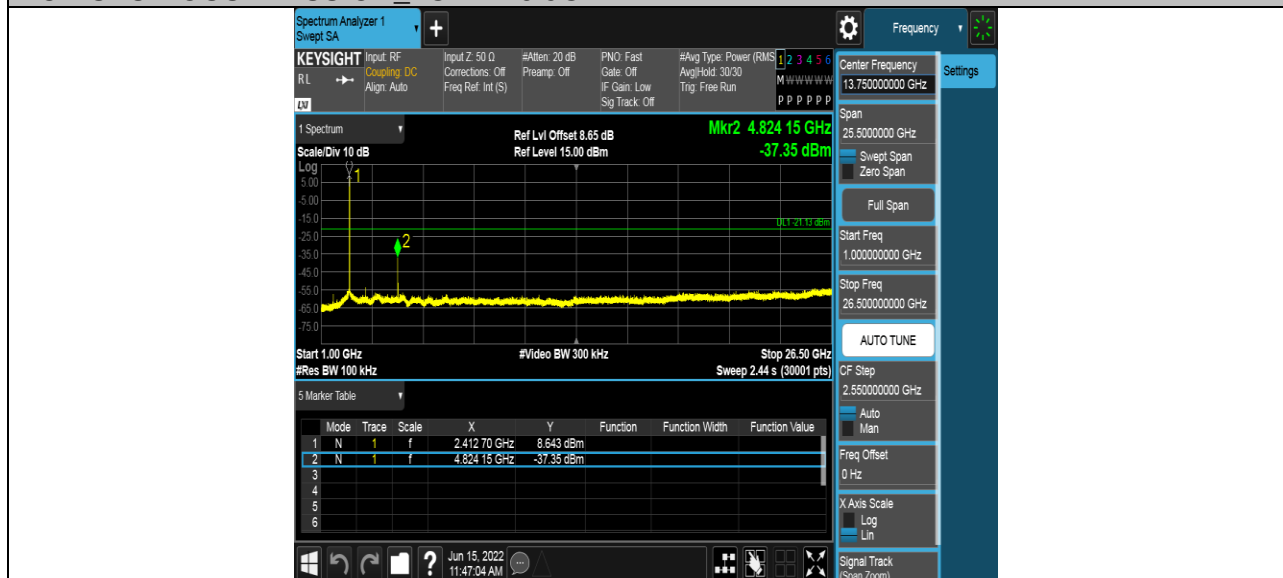 Spectrum Analyzer 1
Swept SA
+
Frequency
KEYSIGHT
RL
LXI
Input: RF
Coupling: DC
Align: Auto
Input Z: 50 Ω
Corrections: Off
Freq Ref: Int (S)
#Atten: 20 dB
Preamp: Off
PNO: Fast
Gate: Off
IF Gain: Low
Sig Track: Off
#Avg Type: Power (RMS
Avg|Hold: 30/30
Trig: Free Run
1 2 3 4 5 6
M W W W W W
P P P P P P
Center Frequency
13.750000000 GHz
Settings
1 Spectrum
Scale/Div 10 dB
Ref Lvl Offset 8.65 dB
Ref Level 15.00 dBm
Mkr2 4.824 15 GHz
-37.35 dBm
Span
25.5000000 GHz
Swept Span
Zero Span
Full Span
Log
5.00
-5.00
-15.0
-25.0
-35.0
-45.0
-55.0
-65.0
-75.0
1
2
DL1 -21.13 dBm
Start Freq
1.000000000 GHz
Stop Freq
26.500000000 GHz
AUTO TUNE
Start 1.00 GHz
#Video BW 300 kHz
Stop 26.50 GHz
#Res BW 100 kHz
Sweep 2.44 s (30001 pts)
CF Step
2.550000000 GHz
Auto
Man
5 Marker Table
Mode Trace Scale X Y Function Function Width Function Value
1 N 1 f 2.412 70 GHz 8.643 dBm
2 N 1 f 4.824 15 GHz -37.35 dBm
3
4
5
6
Freq Offset
0 Hz
X Axis Scale
Log
Lin
Signal Track
(Span Zoom)
?
Jun 15, 2022
11:47:04 AM